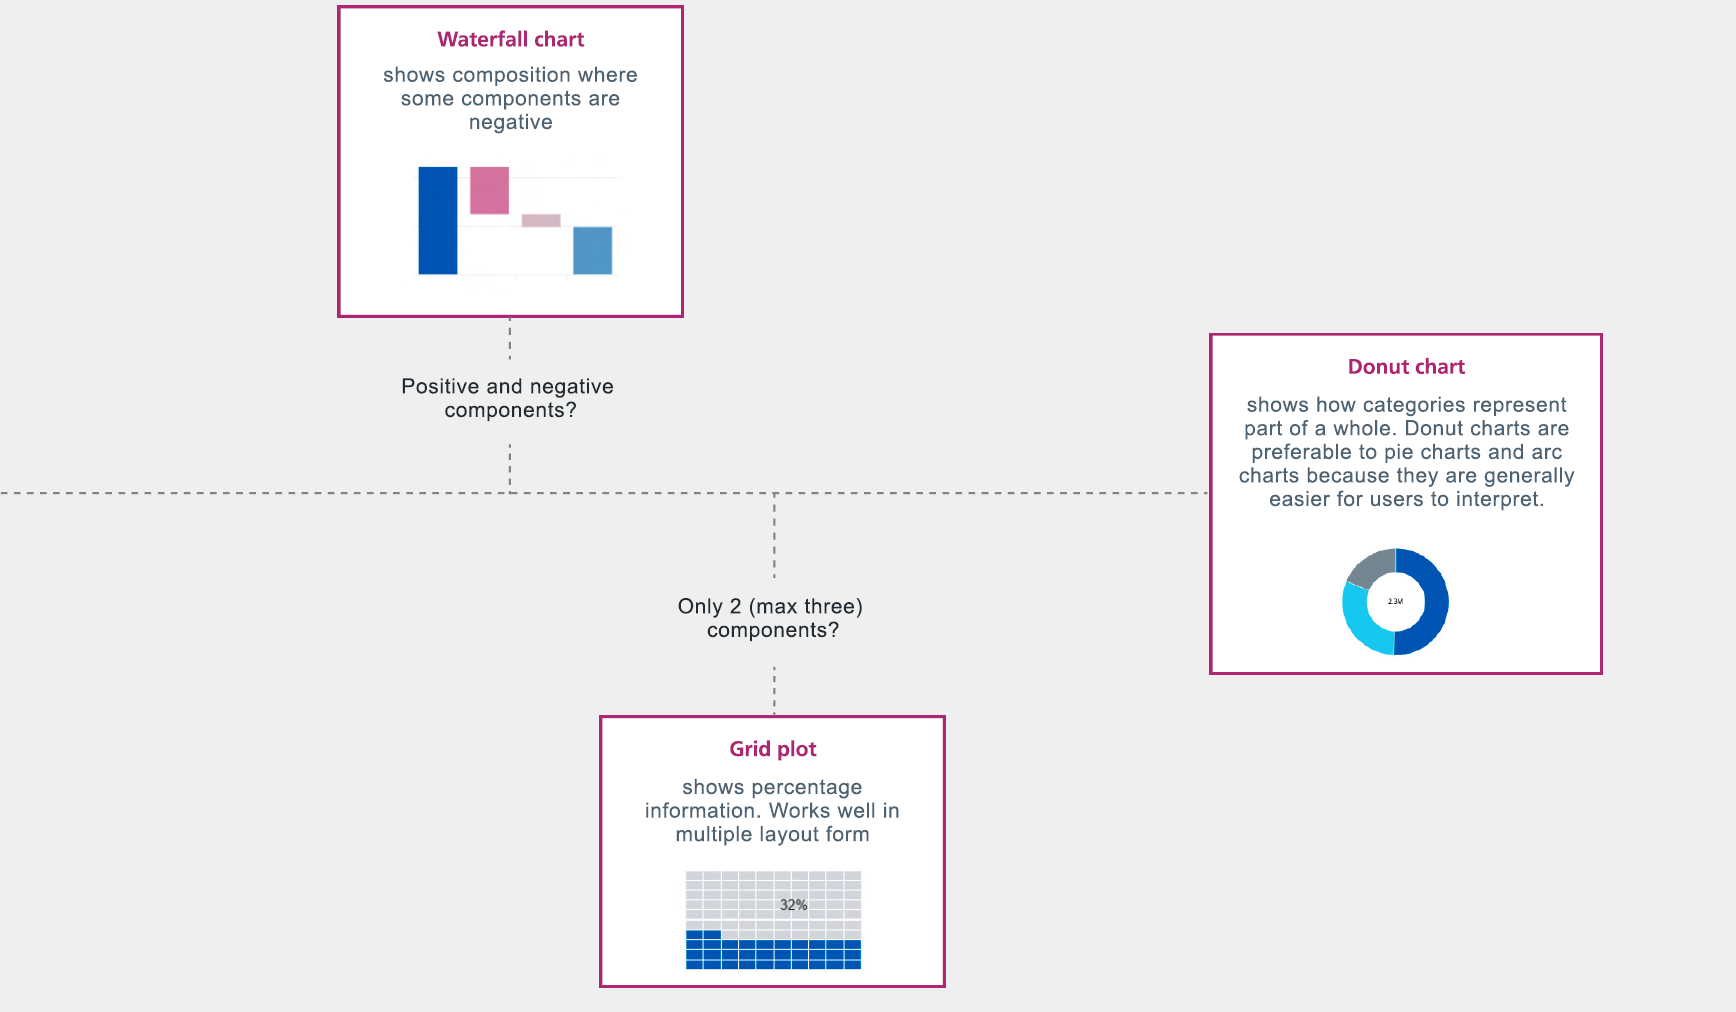 Waterfall chart
shows composition where
some components are
negative
Positive and negative
components?
Donut chart
shows how categories represent
part of a whole. Donut charts are
preferable to pie charts and arc
charts because they are generally
easier for users to interpret.
2.3M
Only 2 (max three)
components?
Grid plot
shows percentage
information. Works well in
multiple layout form
32%